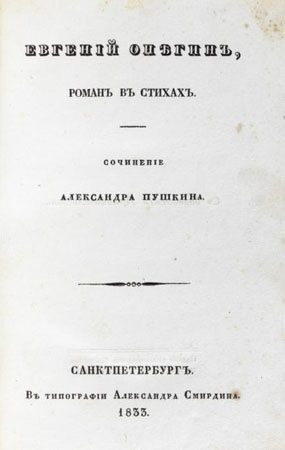 ЕВГЕНІЙ ОНѢГИНЪ,
РОМАНЪ ВЪ СТИХАХЪ.
СОЧИНЕНІЕ
АЛЕКСАНДРА ПУШКИНА.
САНКТПЕТЕРБУРГЪ.
Въ типографіи Александра Смирдина.
1833.